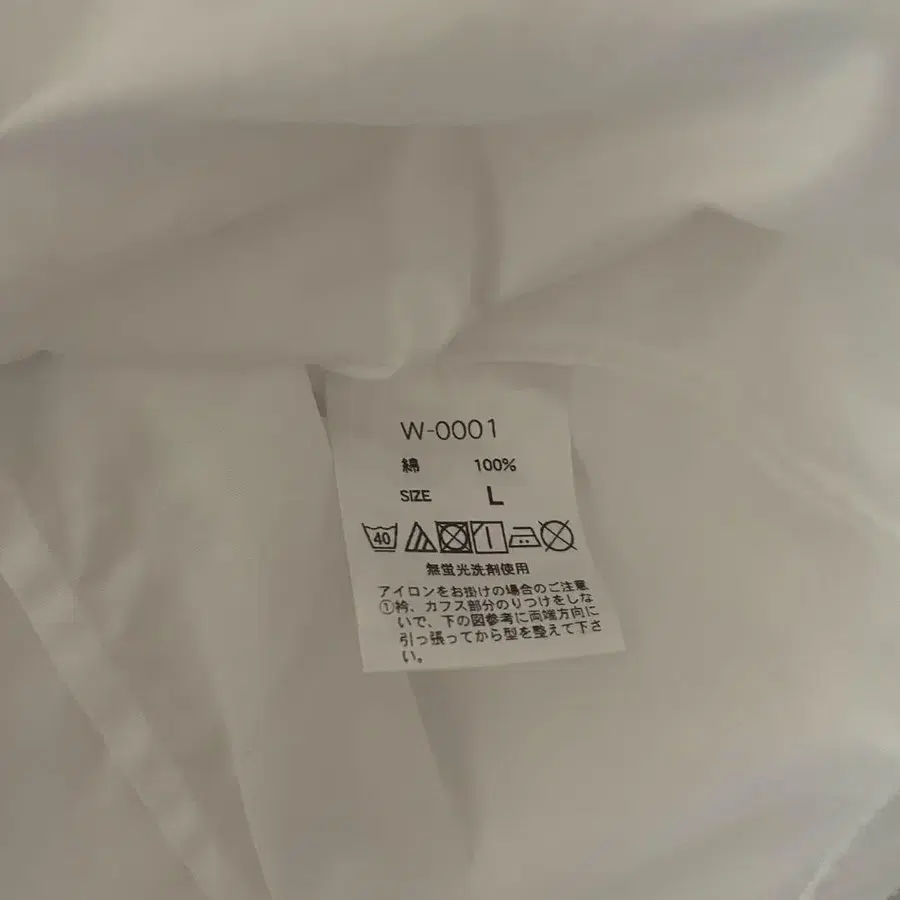 W-0001
綿 100%
SIZE L
40
無蛍光洗剤使用
アイロンをお掛けの場合のご注意
①衿、カフス部分のりつけをしな
いで、下の図参考に両端方向に
引っ張ってから型を整えて下さ
い。